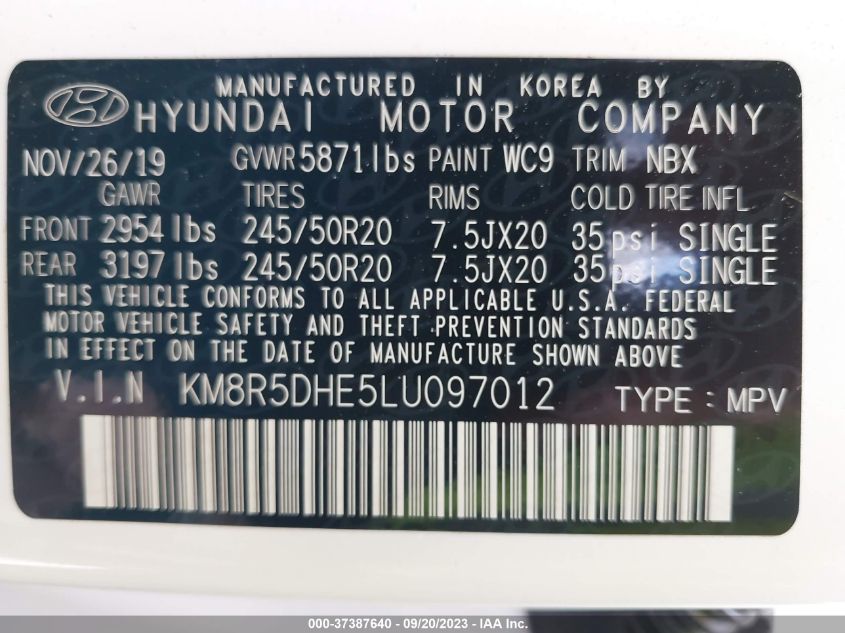 MANUFACTURED IN KOREA BY
HYUNDAI MOTOR COMPANY
NOV/26/19 GVWR 5871 lbs PAINT WC9 TRIM NBX
GAWR TIRES RIMS COLD TIRE INFL
FRONT 2954 lbs 245/50R20 7.5JX20 35psi SINGLE
REAR 3197 lbs 245/50R20 7.5JX20 35psi SINGLE
THIS VEHICLE CONFORMS TO ALL APPLICABLE U.S.A. FEDERAL
MOTOR VEHICLE SAFETY AND THEFT PREVENTION STANDARDS
IN EFFECT ON THE DATE OF MANUFACTURE SHOWN ABOVE.
V.I.N KM8R5DHE5LU097012 TYPE : MPV
000-37387640 - 09/20/2023 - IAA Inc.